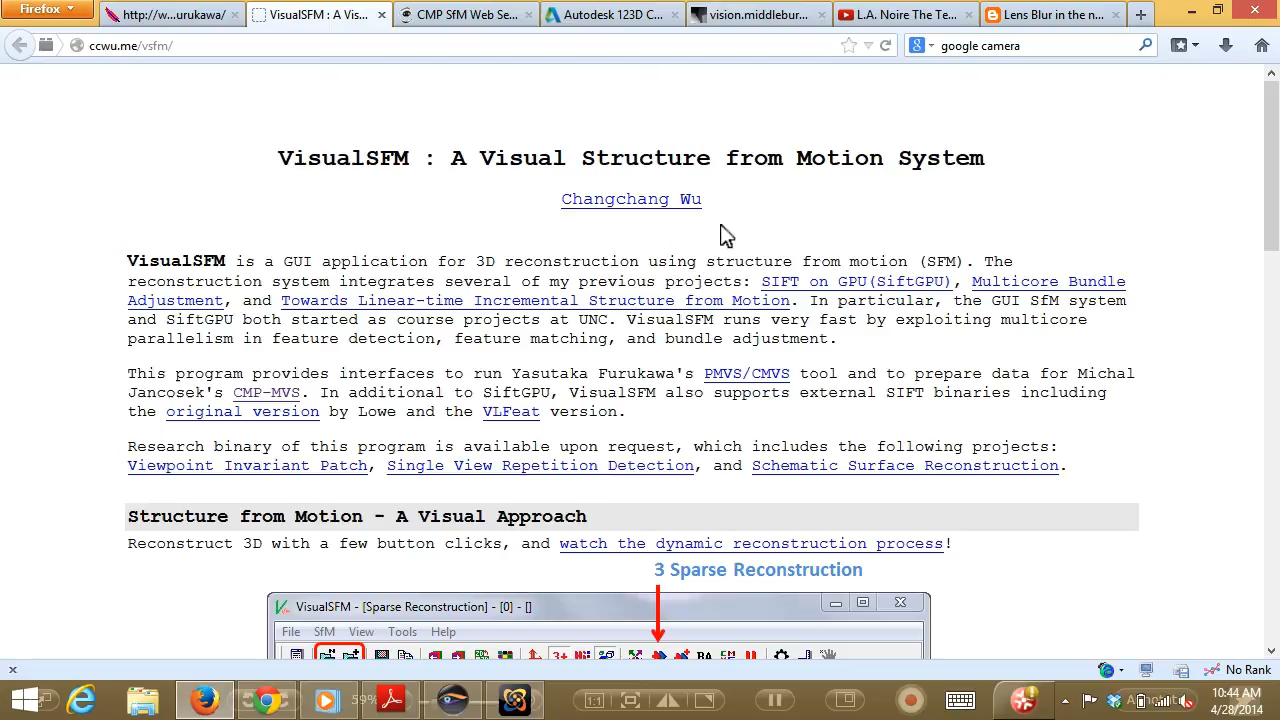 Firefox
http://w...urukawa/
VisualSFM : A Vis...
CMP SfM Web Se...
Autodesk 123D C...
vision.middlebur...
L.A. Noire The Te...
Lens Blur in the n...
ccwu.me/vsfm/
google camera
VisualSFM : A Visual Structure from Motion System
Changchang Wu
VisualSFM is a GUI application for 3D reconstruction using structure from motion (SFM). The
reconstruction system integrates several of my previous projects: SIFT on GPU(SiftGPU), Multicore Bundle
Adjustment, and Towards Linear-time Incremental Structure from Motion. In particular, the GUI SfM system
and SiftGPU both started as course projects at UNC. VisualSFM runs very fast by exploiting multicore
parallelism in feature detection, feature matching, and bundle adjustment.
This program provides interfaces to run Yasutaka Furukawa's PMVS/CMVS tool and to prepare data for Michal
Jancosek's CMP-MVS. In additional to SiftGPU, VisualSFM also supports external SIFT binaries including
the original version by Lowe and the VLFeat version.
Research binary of this program is available upon request, which includes the following projects:
Viewpoint Invariant Patch, Single View Repetition Detection, and Schematic Surface Reconstruction.
Structure from Motion - A Visual Approach
Reconstruct 3D with a few button clicks, and watch the dynamic reconstruction process!
3 Sparse Reconstruction
VisualSFM - [Sparse Reconstruction] - [0] - []
File SfM View Tools Help
3+
BA
No Rank
59%
1:1
10:44 AM
4/28/2014